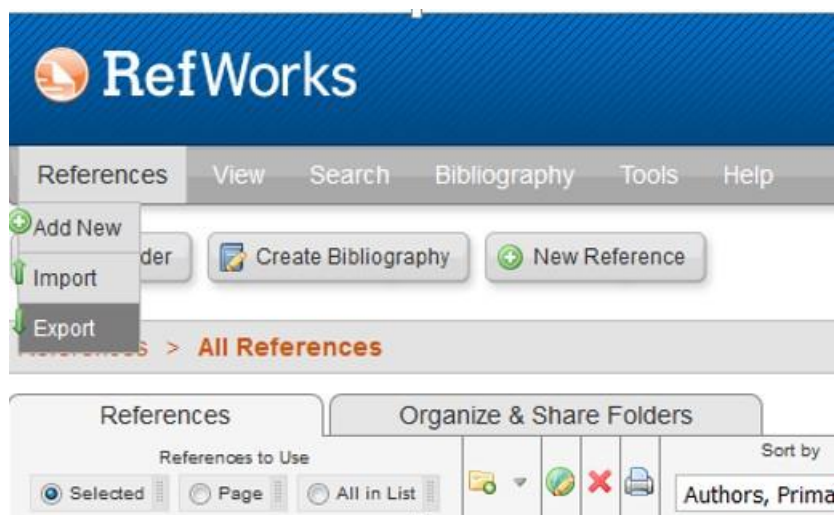 RefWorks
References View Search Bibliography Tools Help
Add New
der Create Bibliography New Reference
Import
Export
> All References
References Organize & Share Folders
References to Use Sort by
Selected Page All in List Authors, Prima